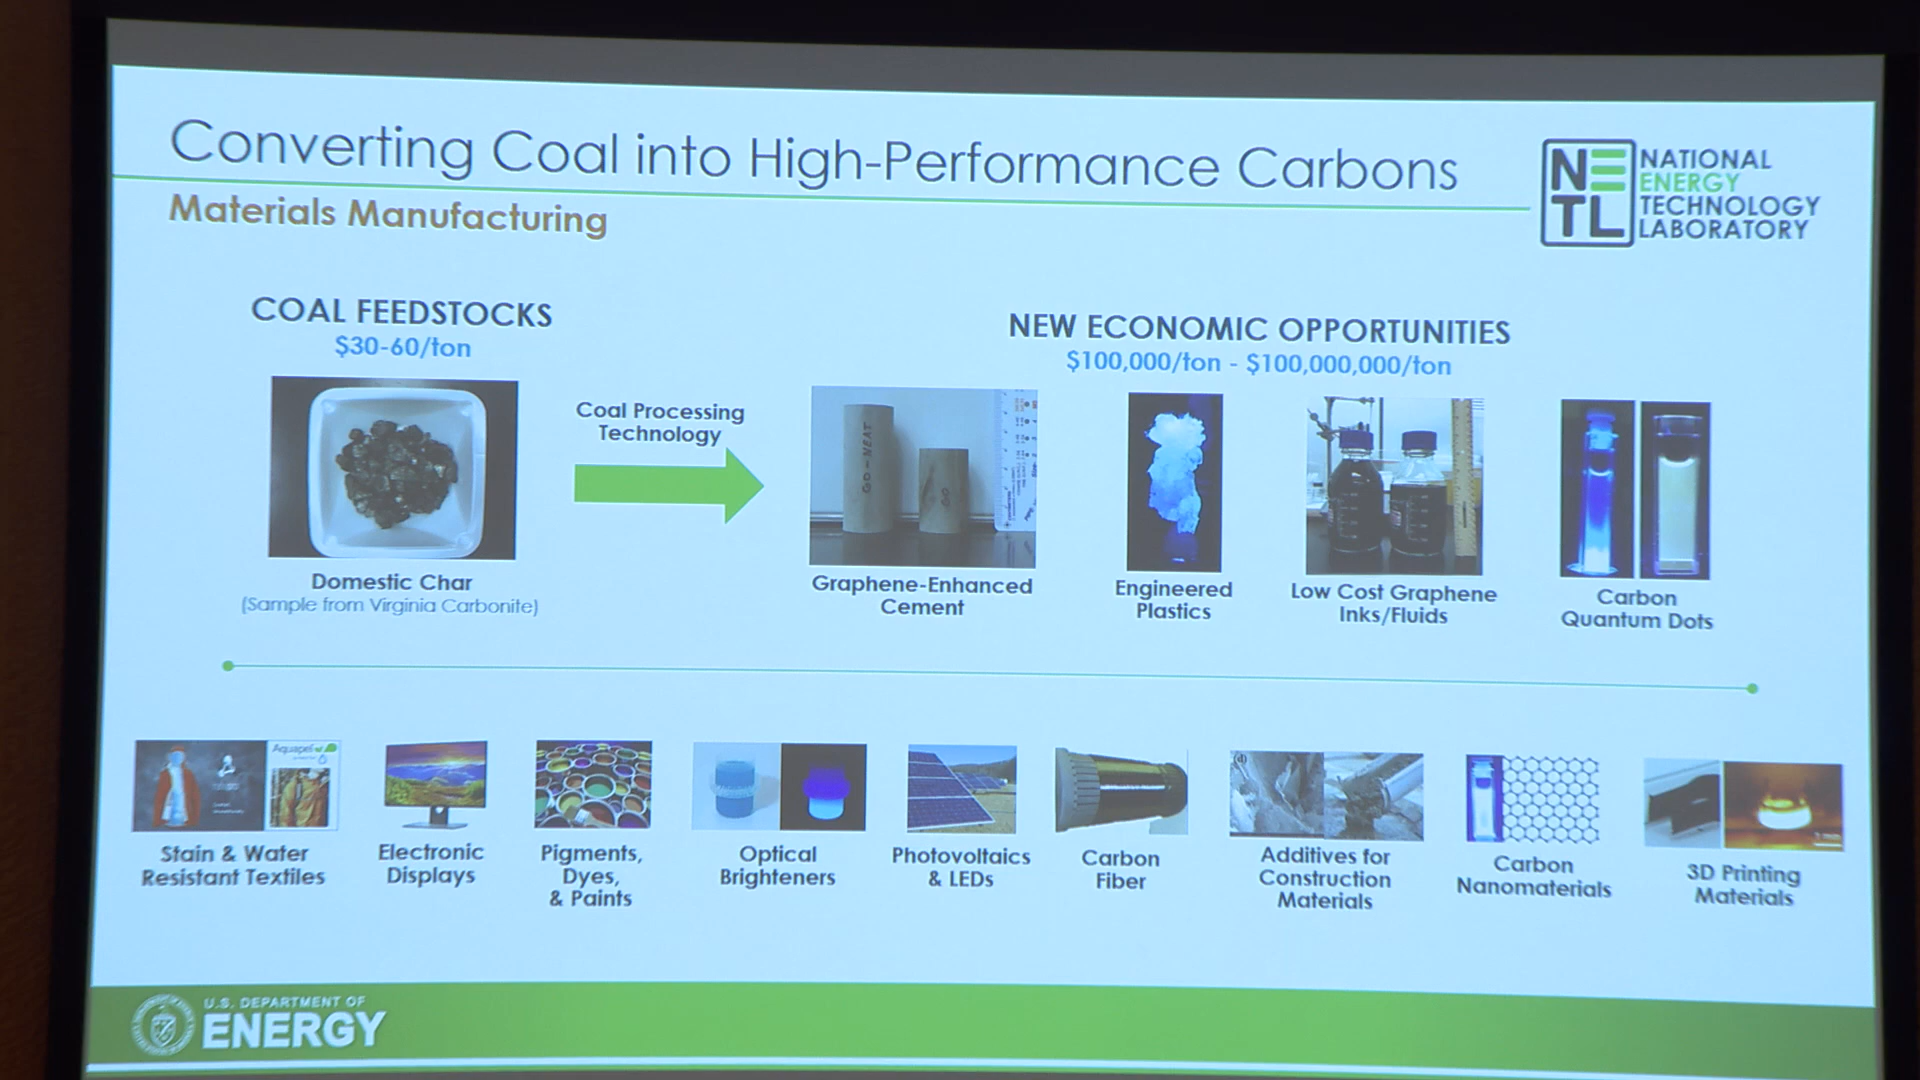 Converting Coal into High-Performance Carbons
Materials Manufacturing
NETL
NATIONAL
ENERGY
TECHNOLOGY
LABORATORY
COAL FEEDSTOCKS
$30-60/ton
Domestic Char
(Sample from Virginia Carbonite)
Coal Processing
Technology
NEW ECONOMIC OPPORTUNITIES
$100,000/ton - $100,000,000/ton
GO-NEAT
GO
Graphene-Enhanced
Cement
Engineered
Plastics
Low Cost Graphene
Inks/Fluids
Carbon
Quantum Dots
Aquapel
Stain & Water
Resistant Textiles
Electronic
Displays
Pigments,
Dyes,
& Paints
Optical
Brighteners
Photovoltaics
& LEDs
Carbon
Fiber
Additives for
Construction
Materials
Carbon
Nanomaterials
3D Printing
Materials
U.S. DEPARTMENT OF
ENERGY